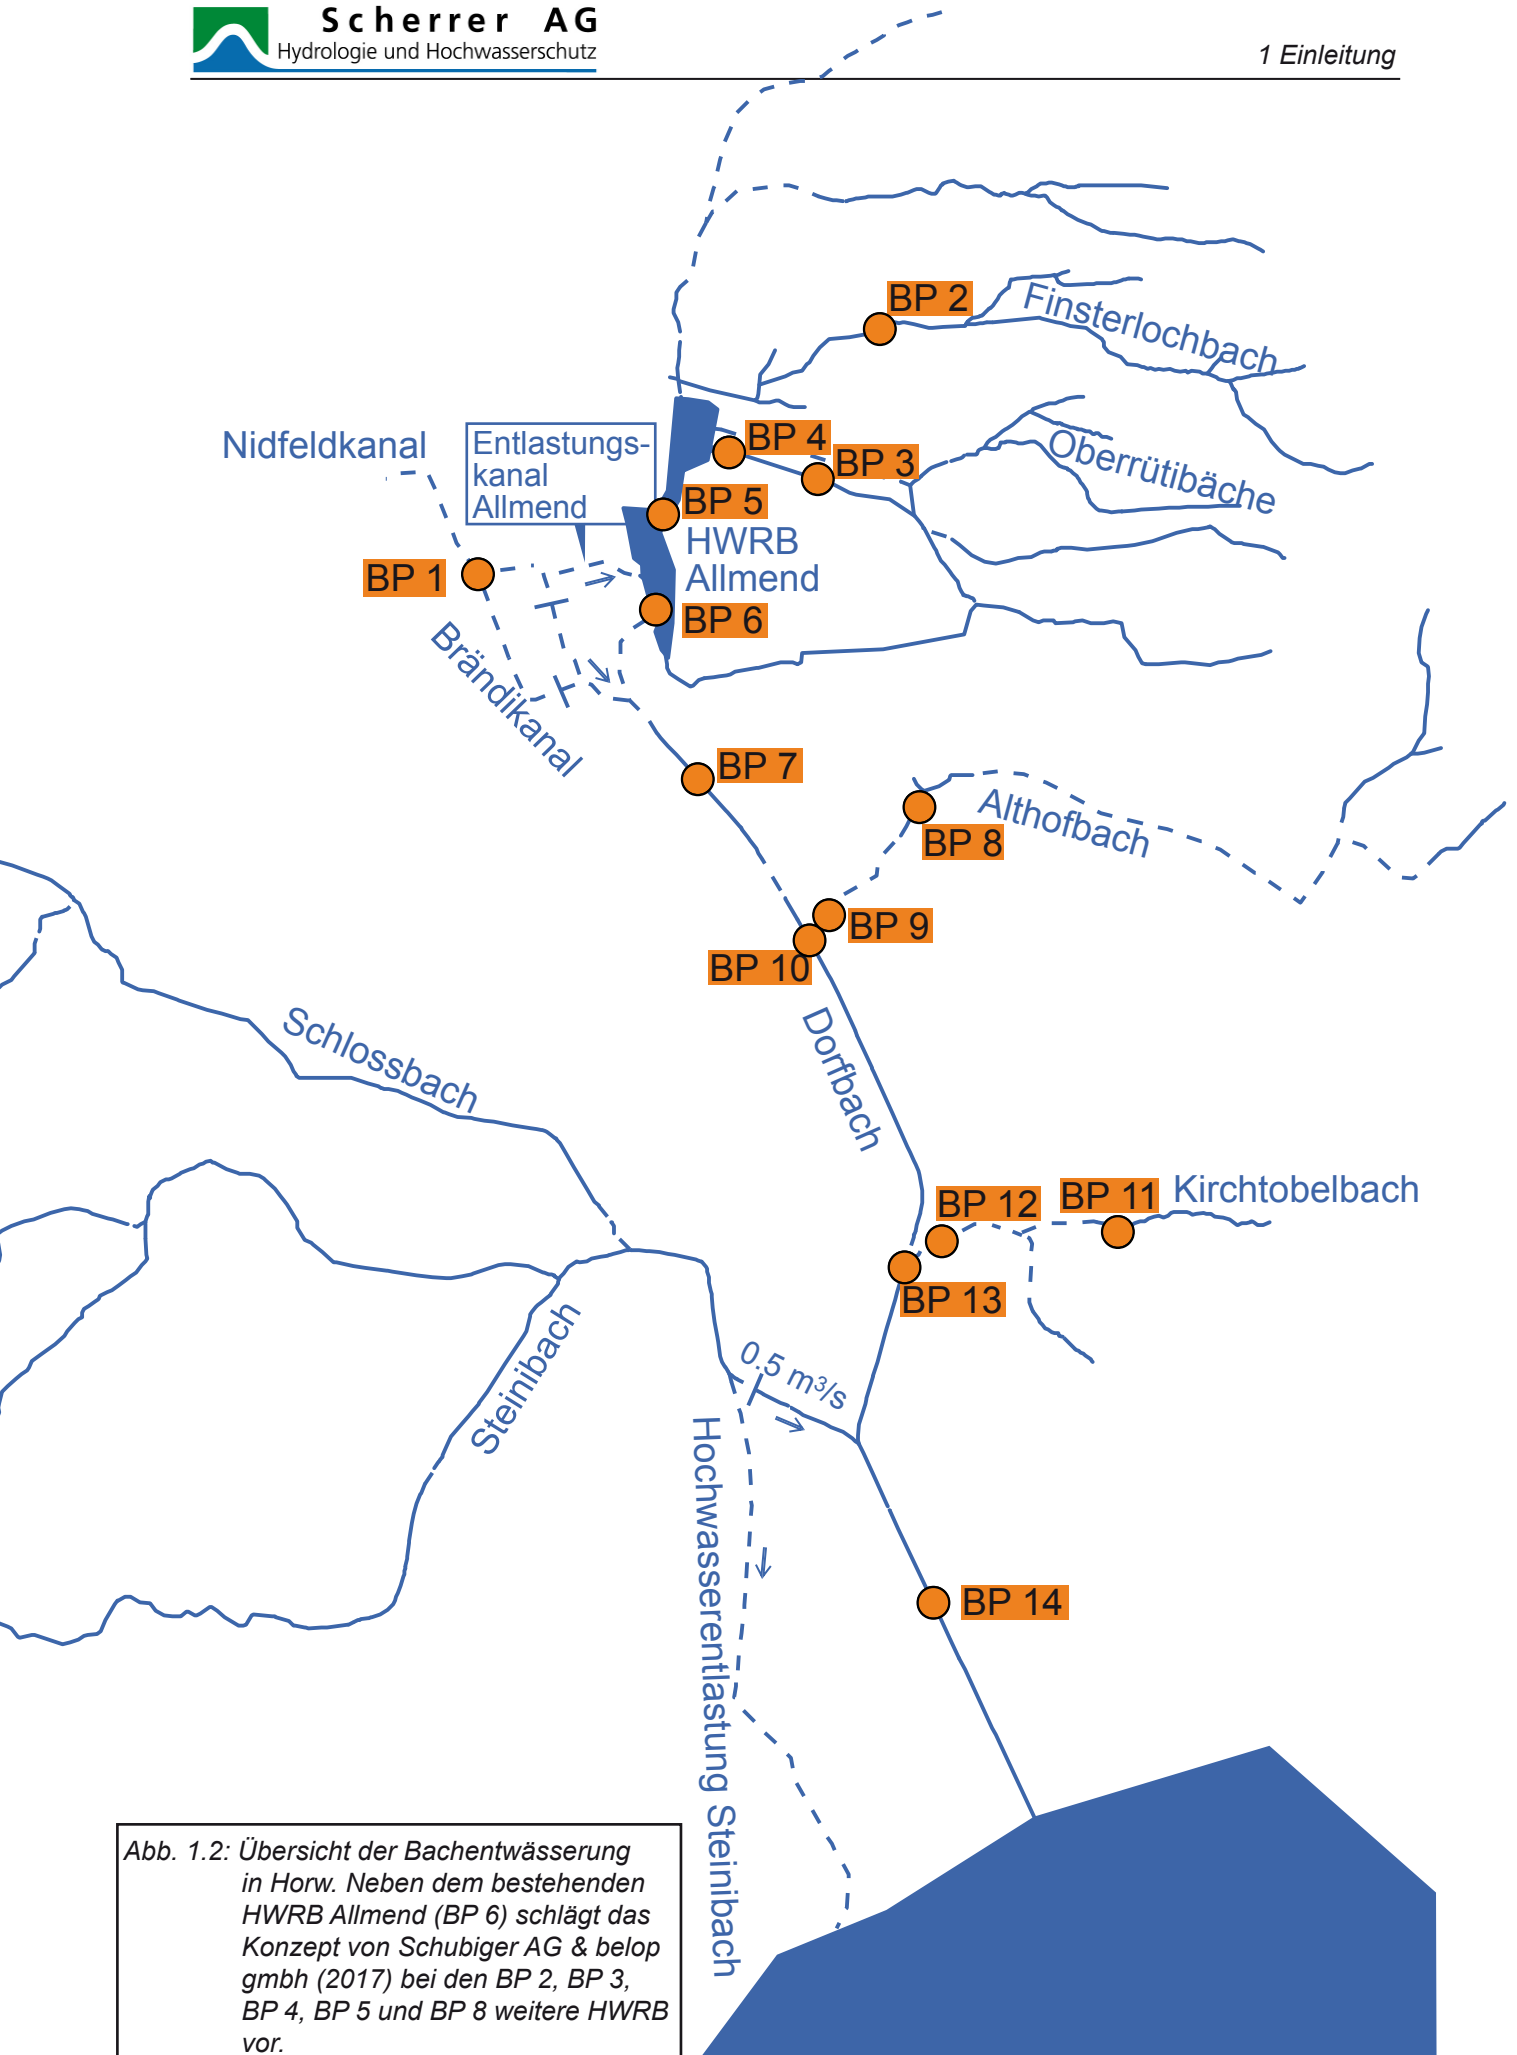 Scherrer AG
Hydrologie und Hochwasserschutz
1 Einleitung
BP 2
Finsterlochbach
Nidfeldkanal
Entlastungs-
kanal
Allmend
BP 4
BP 3
Oberrütibäche
BP 5
HWRB
Allmend
BP 1
BP 6
Brändikanal
BP 7
Althofbach
BP 8
BP 9
BP 10
Schlossbach
Dorfbach
BP 12
BP 11
Kirchtobelbach
BP 13
Steinibach
0.5 m³/s
Hochwasserentlastung Steinibach
BP 14
Abb. 1.2: Übersicht der Bachentwässerung
in Horw. Neben dem bestehenden
HWRB Allmend (BP 6) schlägt das
Konzept von Schubiger AG & belop
gmbh (2017) bei den BP 2, BP 3,
BP 4, BP 5 und BP 8 weitere HWRB
vor.